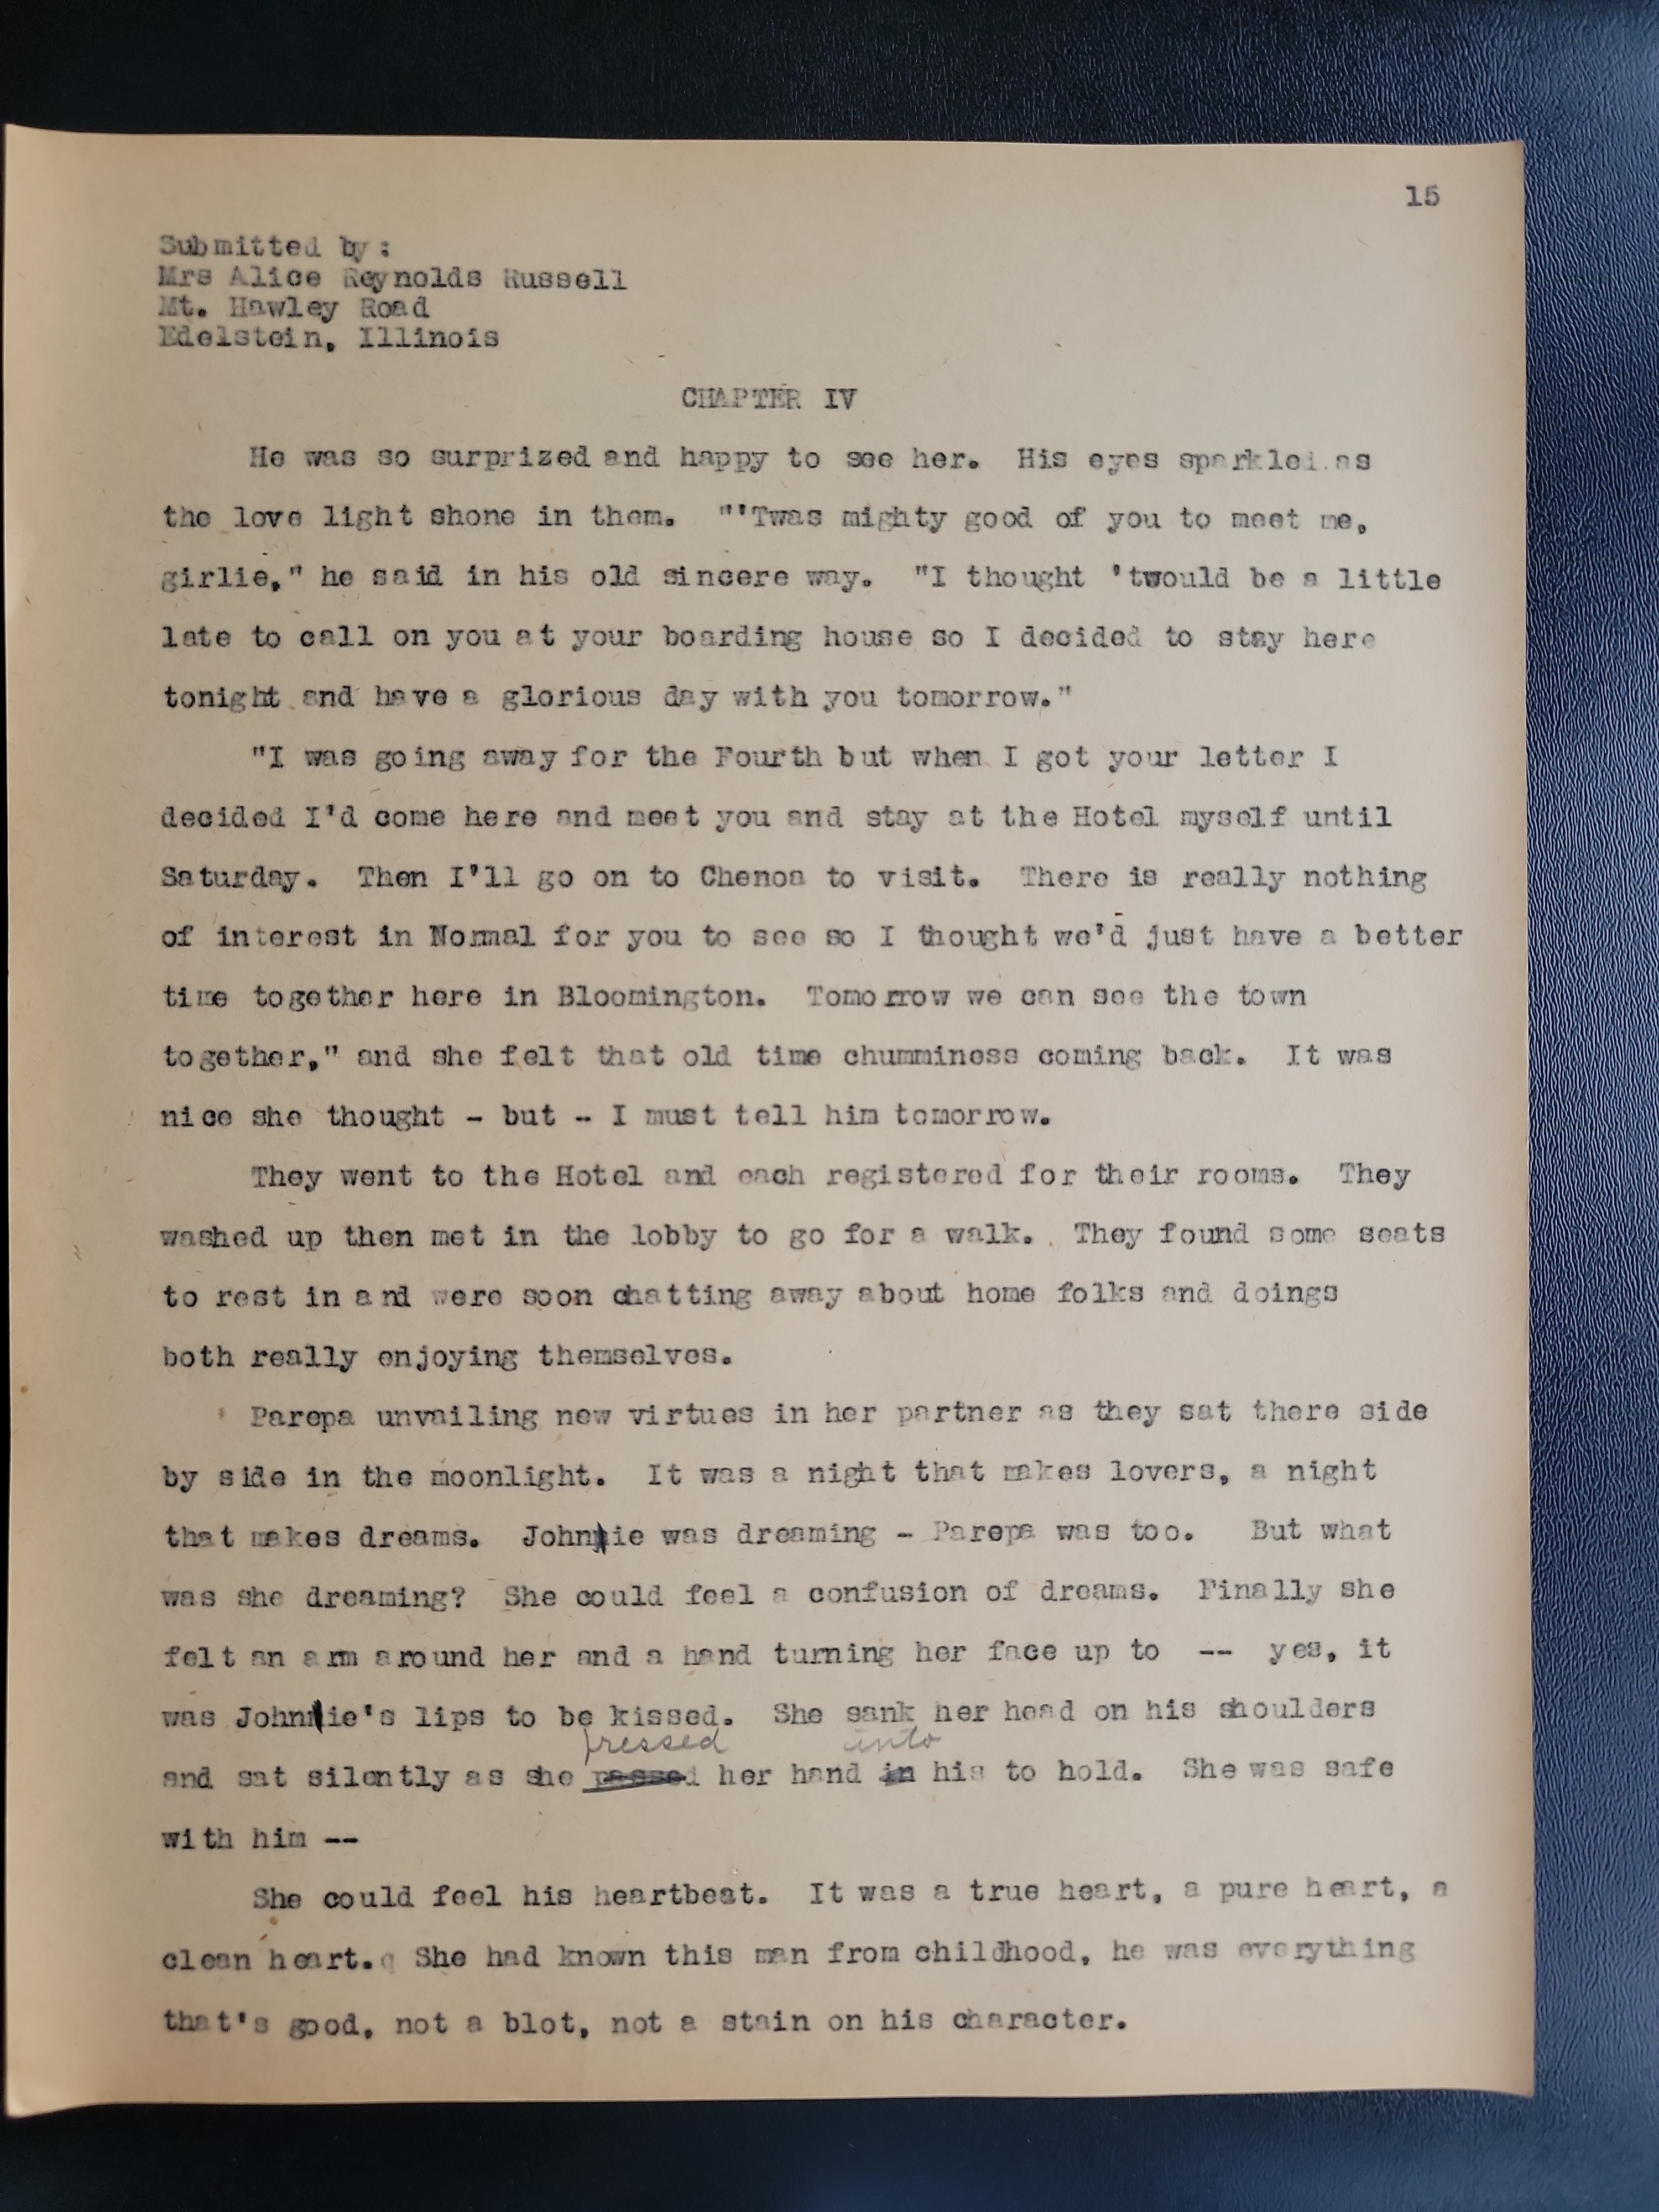 15
Submitted by:
Mrs Alice Reynolds Russell
Mt. Hawley Road
Edelstein, Illinois
CHAPTER IV
He was so surprized and happy to see her. His eyes sparkled.as
the love light shone in them. "'Twas mighty good of you to meet me,
girlie," he said in his old sincere way. "I thought 'twould be a little
late to call on you at your boarding house so I decided to stay here
tonight and have a glorious day with you tomorrow."
"I was going away for the Fourth but when I got your letter I
decided I'd come here and meet you and stay at the Hotel myself until
Saturday. Then I'll go on to Chenoa to visit. There is really nothing
of interest in Normal for you to see so I thought we'd just have a better
time together here in Bloomington. Tomorrow we can see the town
together," and she felt that old time chumminess coming back. It was
nice she thought - but - I must tell him tomorrow.
They went to the Hotel and each registered for their rooms. They
washed up then met in the lobby to go for a walk. They found some seats
to rest in and were soon chatting away about home folks and doings
both really enjoying themselves.
Parepa unvailing new virtues in her partner as they sat there side
by side in the moonlight. It was a night that makes lovers, a night
that makes dreams. Johnnie was dreaming - Parepa was too. But what
was she dreaming? She could feel a confusion of dreams. Finally she
felt an arm around her and a hand turning her face up to -- yes, it
was Johnnie's lips to be kissed. She sank her head on his shoulders
pressed into
and sat silently as she passed her hand in his to hold. She was safe
with him --
She could feel his heartbeat. It was a true heart, a pure heart, a
clean heart.q She had known this man from childhood, he was everything
that's good, not a blot, not a stain on his character.